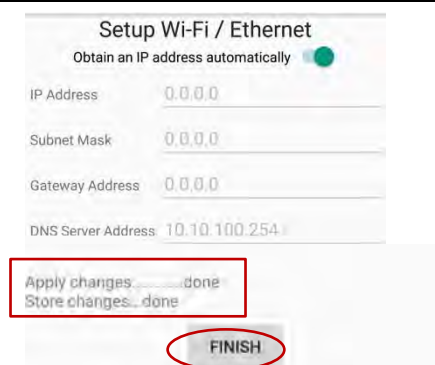 Setup Wi-Fi / Ethernet
Obtain an IP address automatically
IP Address 0.0.0.0
Subnet Mask 0.0.0.0
Gateway Address 0.0.0.0
DNS Server Address 10.10.100.254
Apply changes..............done
Store changes...done
FINISH